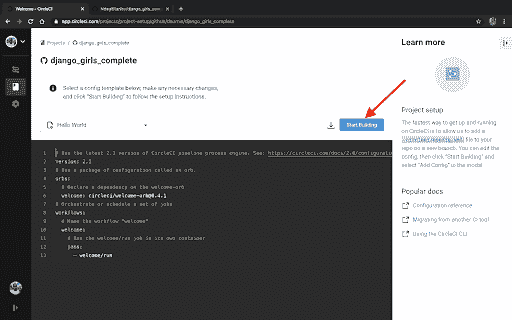 Welcome - CircleCI
app.circleci.com/projects/project-setup/github/
django_girls_complete
Learn more
Projects / django_girls_complete
django_girls_complete
Select a config template below, make any necessary changes,
and click "Start Building" to follow the setup instructions.
Hello World
Start Building
Project setup
The fastest way to get up and running
on CircleCI is to allow us to add a
file to
your repo on a new branch. You can edit the
config, then click "Start Building" and
select "Add Config" in the modal.
Popular docs
Configuration reference
Migrating from another CI tool
Using the CircleCI CLI
1 # Use the latest 2.1 version of CircleCI pipeline process engine. See: https://circleci.com/docs/2.0/configuration
2 version: 2.1
3 # Use a package of configuration called an orb.
4 orbs:
5 # Declare a dependency on the welcome-orb
6 welcome: circleci/welcome-orb@0.4.1
7 # Orchestrate or schedule a set of jobs
8 workflows:
9 # Name the workflow "welcome"
10 welcome:
11 # Run the welcome/run job in its own container
12 jobs:
13 - welcome/run